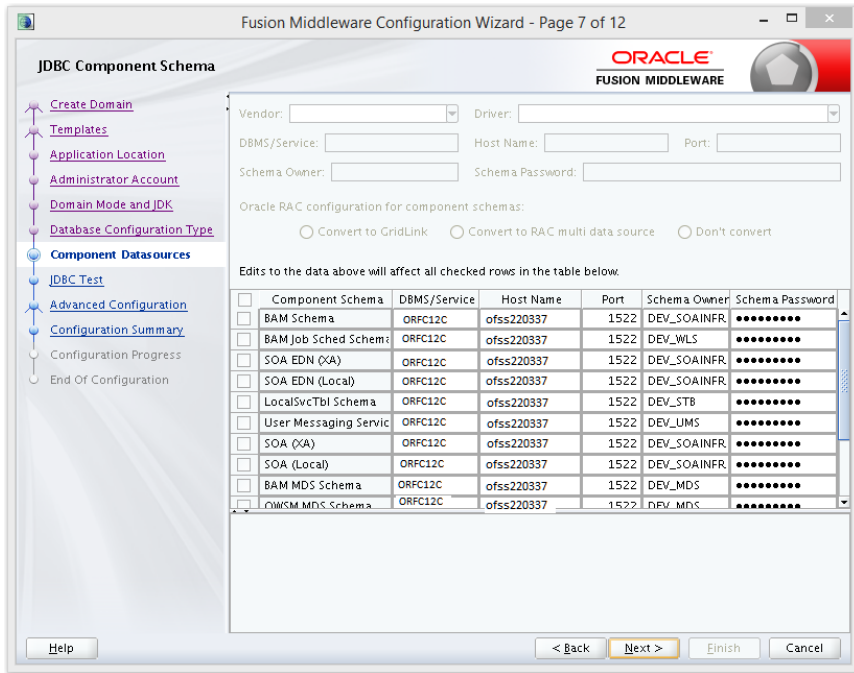 Fusion Middleware Configuration Wizard - Page 7 of 12
JDBC Component Schema
ORACLE
FUSION MIDDLEWARE
Create Domain
Templates
Application Location
Administrator Account
Domain Mode and JDK
Database Configuration Type
Component Datasources
JDBC Test
Advanced Configuration
Configuration Summary
Configuration Progress
End Of Configuration
Vendor: Driver:
DBMS/Service: Host Name: Port:
Schema Owner: Schema Password:
Oracle RAC configuration for component schemas:
Convert to GridLink Convert to RAC multi data source Don't convert
Edits to the data above will affect all checked rows in the table below.
Component Schema DBMS/Service Host Name Port Schema Owner Schema Password
BAM Schema ORFC12C ofss220337 1522 DEV_SOAINFR ●●●●●●●●●
BAM Job Sched Schema ORFC12C ofss220337 1522 DEV_WLS ●●●●●●●●●
SOA EDN (XA) ORFC12C ofss220337 1522 DEV_SOAINFR ●●●●●●●●●
SOA EDN (Local) ORFC12C ofss220337 1522 DEV_SOAINFR ●●●●●●●●●
LocalSvcTbl Schema ORFC12C ofss220337 1522 DEV_STB ●●●●●●●●●
User Messaging Servic ORFC12C ofss220337 1522 DEV_UMS ●●●●●●●●●
SOA (XA) ORFC12C ofss220337 1522 DEV_SOAINFR ●●●●●●●●●
SOA (Local) ORFC12C ofss220337 1522 DEV_SOAINFR ●●●●●●●●●
BAM MDS Schema ORFC12C ofss220337 1522 DEV_MDS ●●●●●●●●●
OWSM MDS Schema ORFC12C ofss220337 1522 DEV_MDS ●●●●●●●●●
Help < Back Next > Finish Cancel